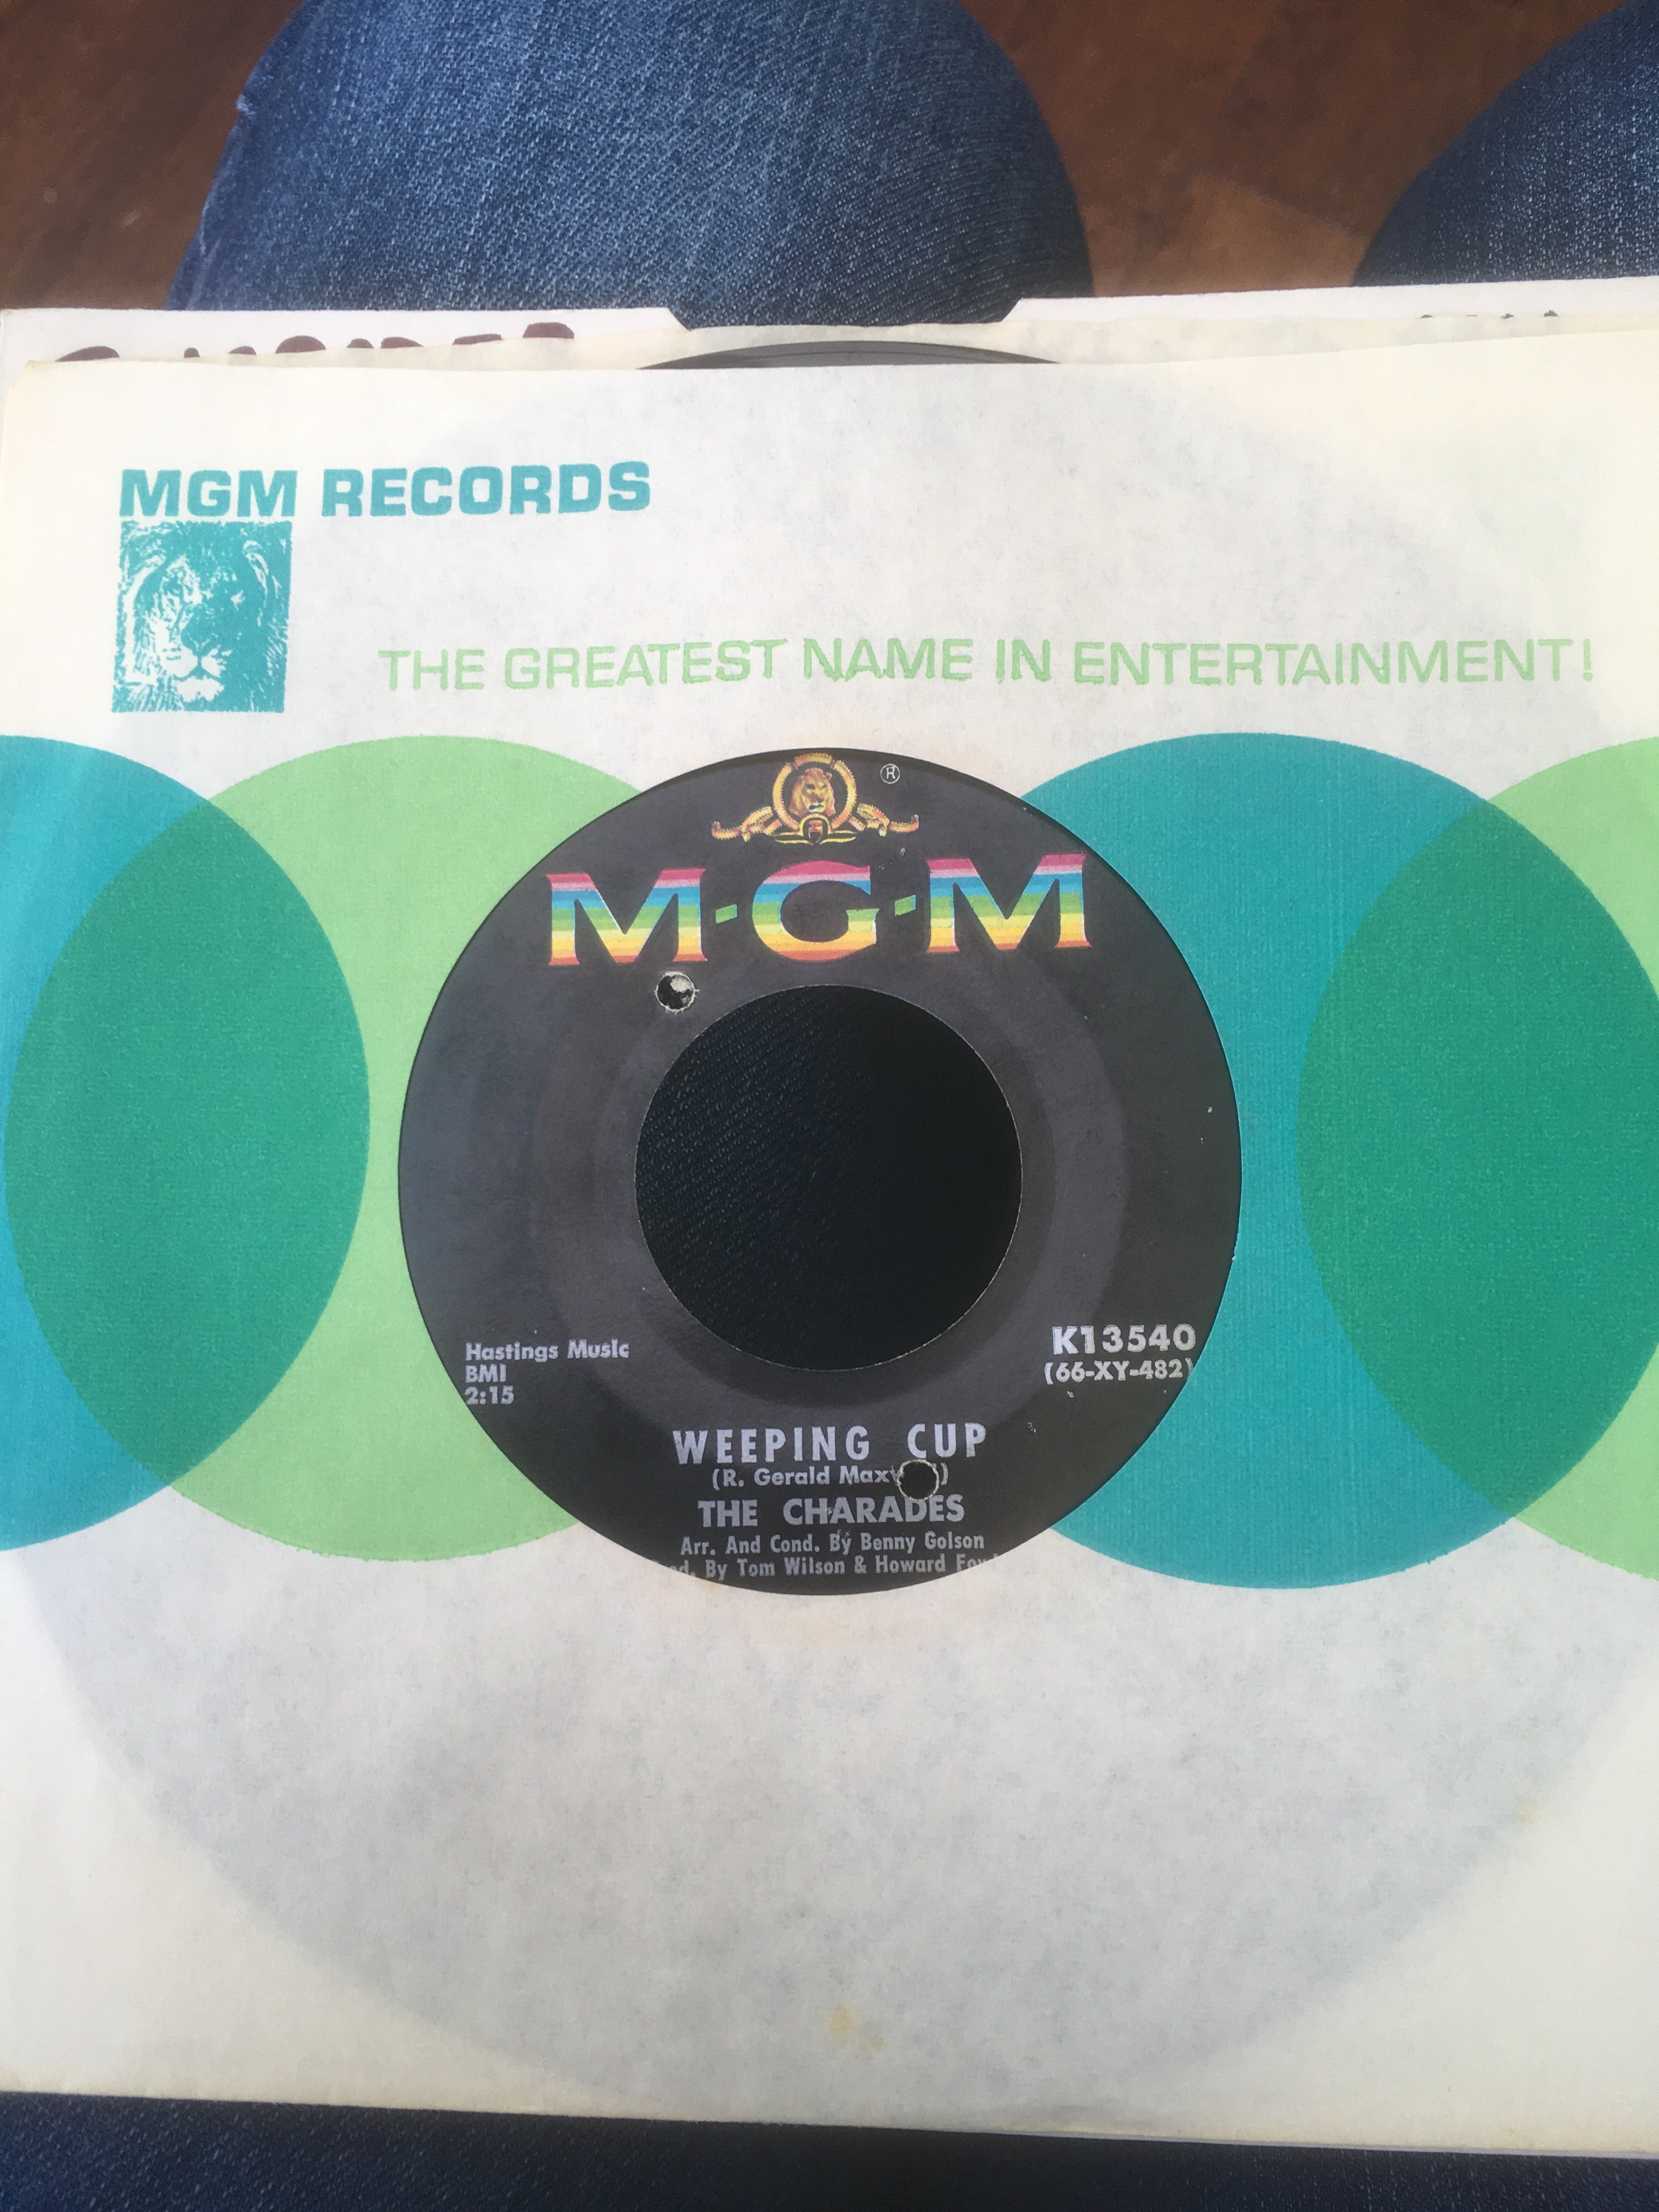 MGM RECORDS
THE GREATEST NAME IN ENTERTAINMENT!
®
M-G-M
Hastings Music
BMI
2:15
K13540
(66-XY-482)
WEEPING CUP
(R. Gerald
THE CHARADES
Arr. And Cond. By Benny Golson
By Tom Wilson & Howard